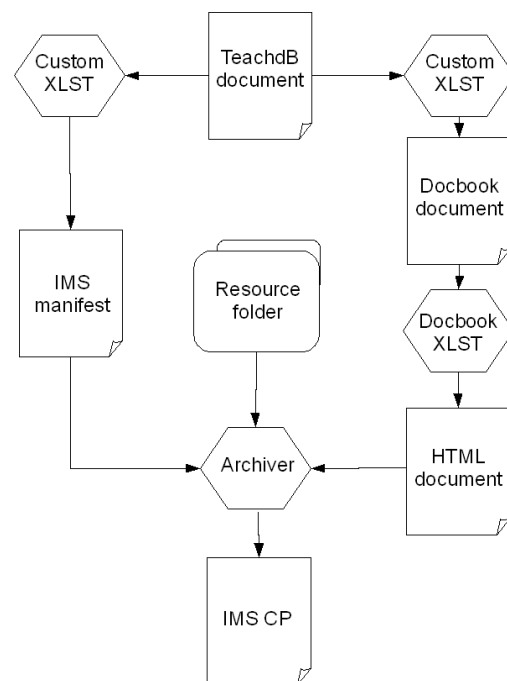 Custom
XLST
TeachdB
document
Custom
XLST
Docbook
document
IMS
manifest
Resource
folder
Docbook
XLST
Archiver
HTML
document
IMS CP